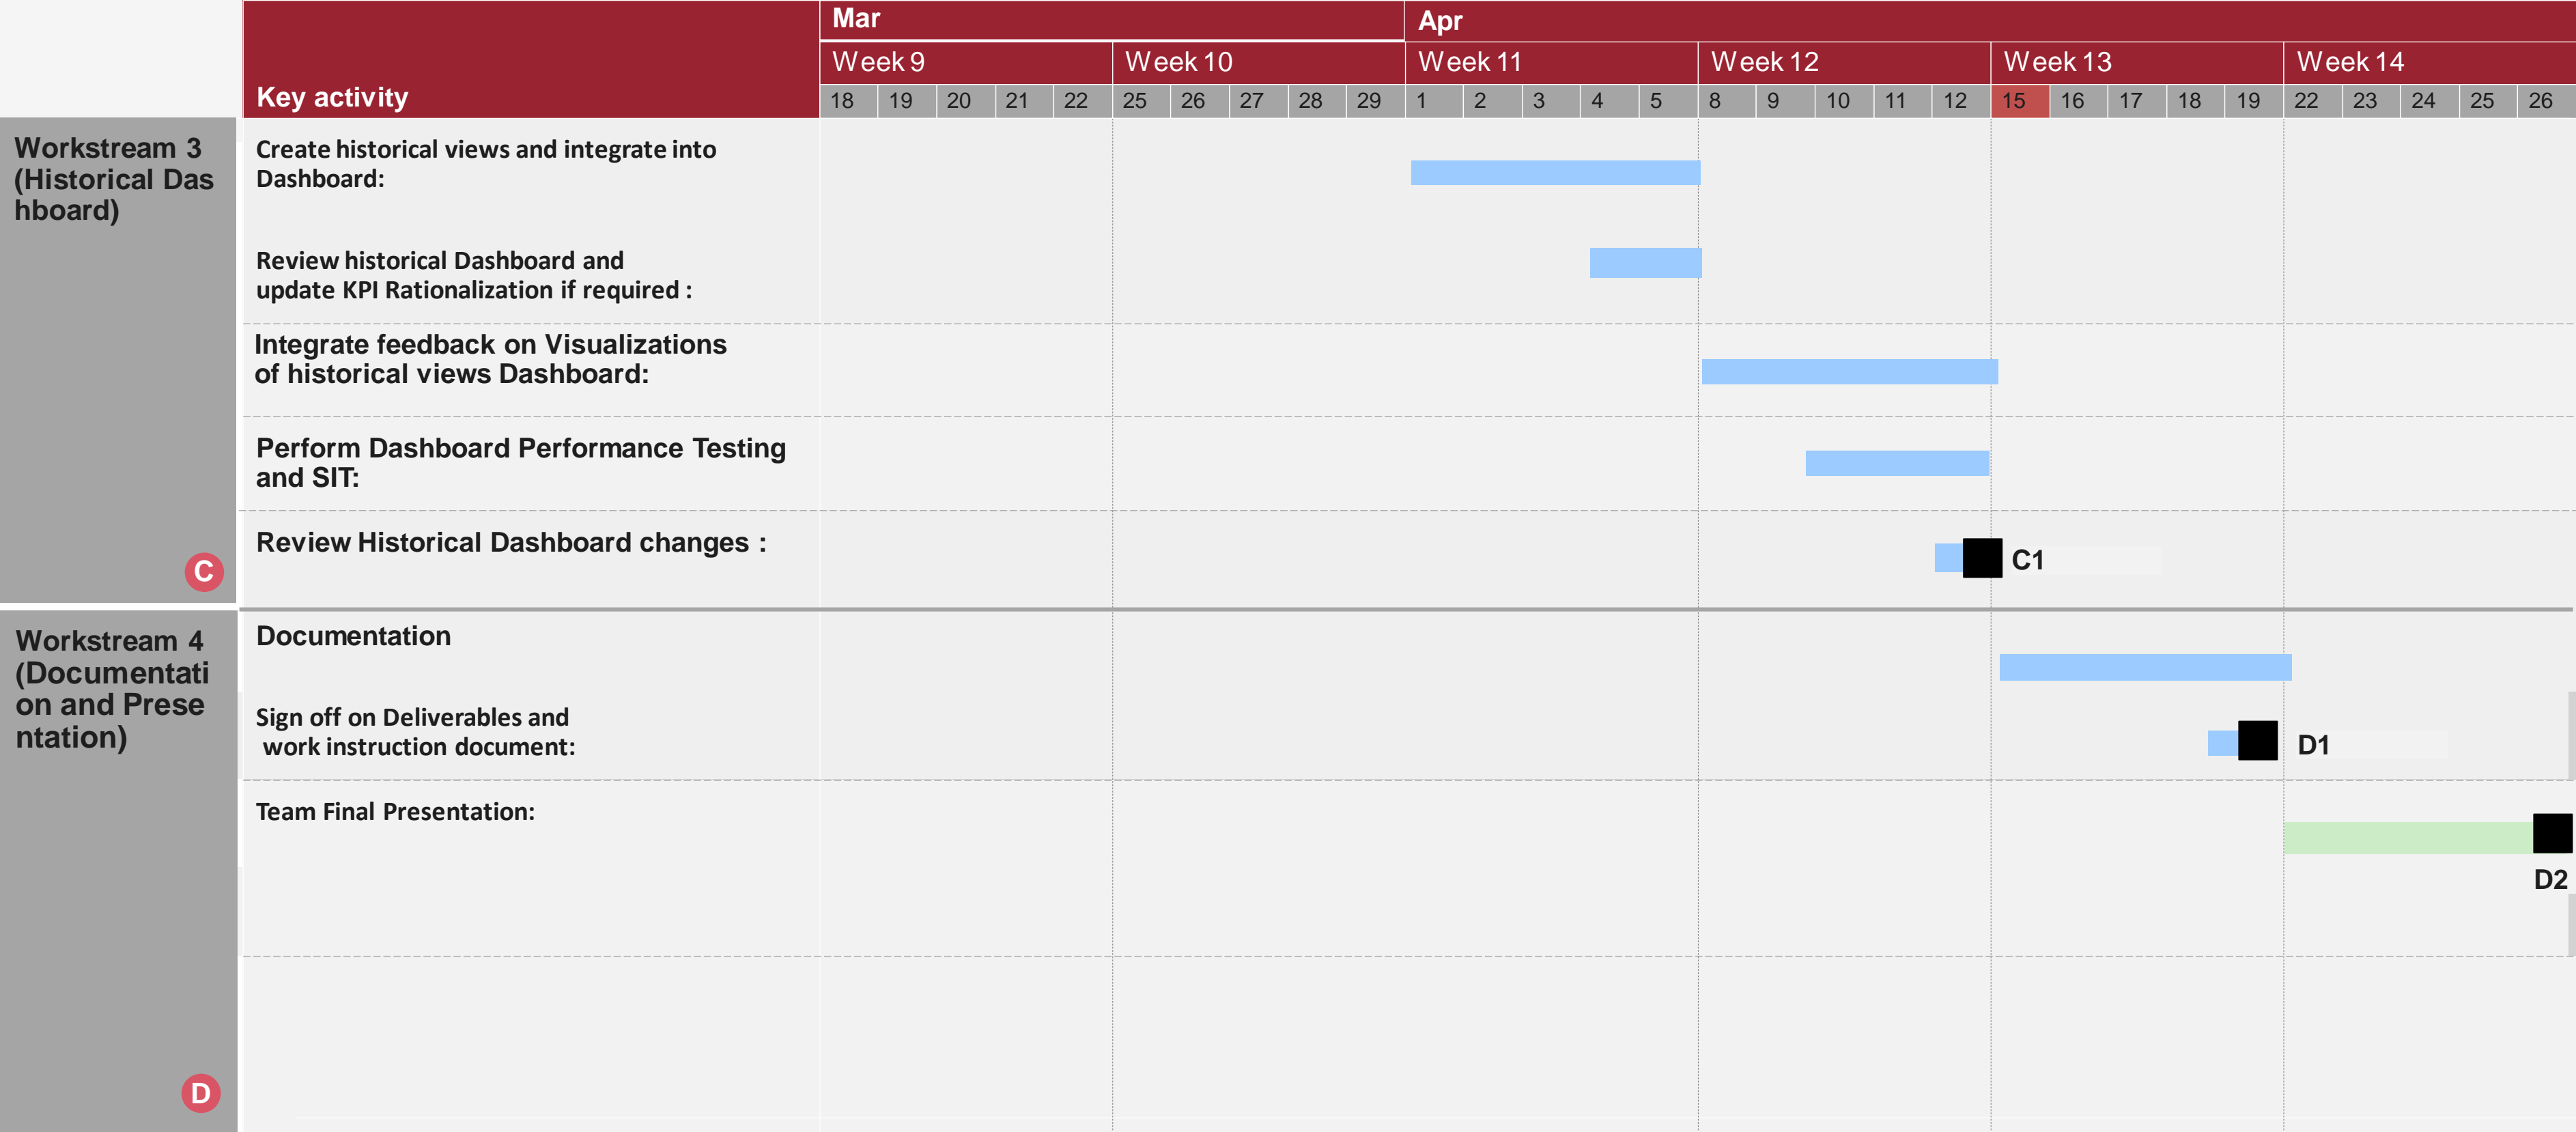 Mar
Apr
Week 9
Week 10
Week 11
Week 12
Week 13
Week 14
Key activity
18 19 20 21 22 25 26 27 28 29 1 2 3 4 5 8 9 10 11 12 15 16 17 18 19 22 23 24 25 26
Workstream 3
(Historical Das
hboard)
C
Create historical views and integrate into
Dashboard:
Review historical Dashboard and
update KPI Rationalization if required :
Integrate feedback on Visualizations
of historical views Dashboard:
Perform Dashboard Performance Testing
and SIT:
Review Historical Dashboard changes :
C1
Workstream 4
(Documentati
on and Prese
ntation)
D
Documentation
Sign off on Deliverables and
work instruction document:
D1
Team Final Presentation:
D2